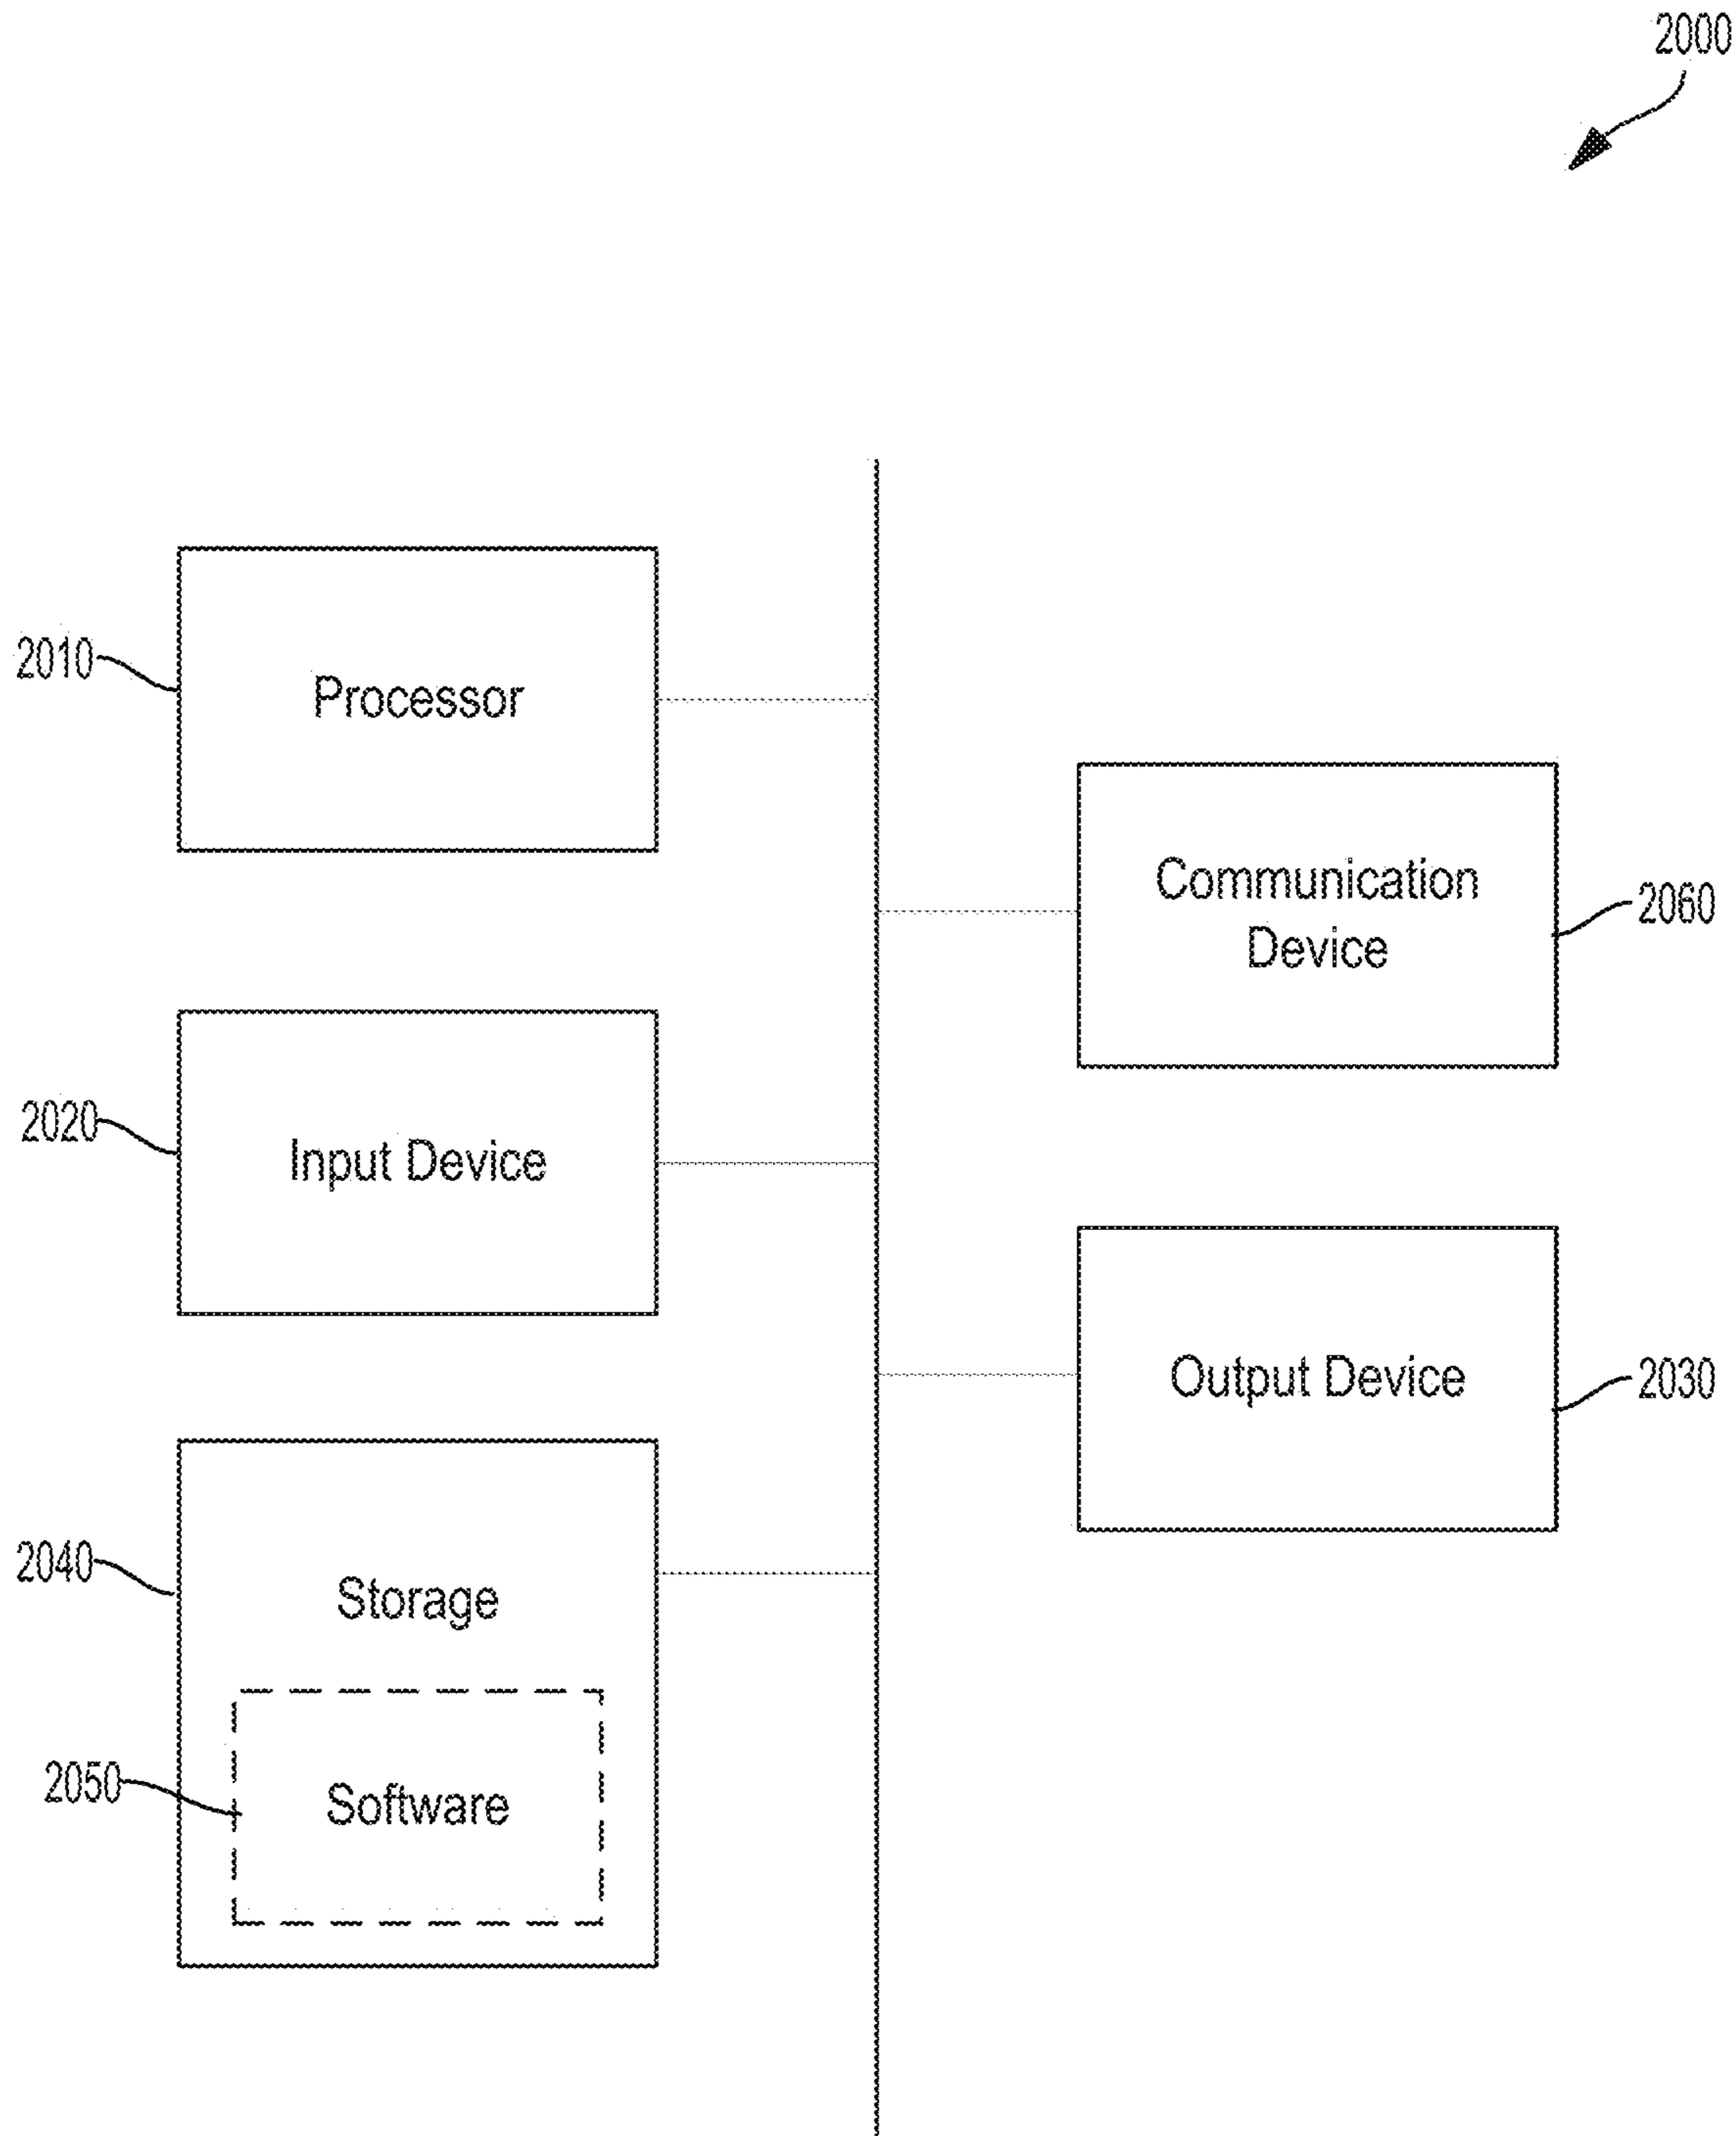 2000
2010
Processor
Communication
Device
2060
2020
Input Device
Output Device
2030
2040
Storage
2050
Software